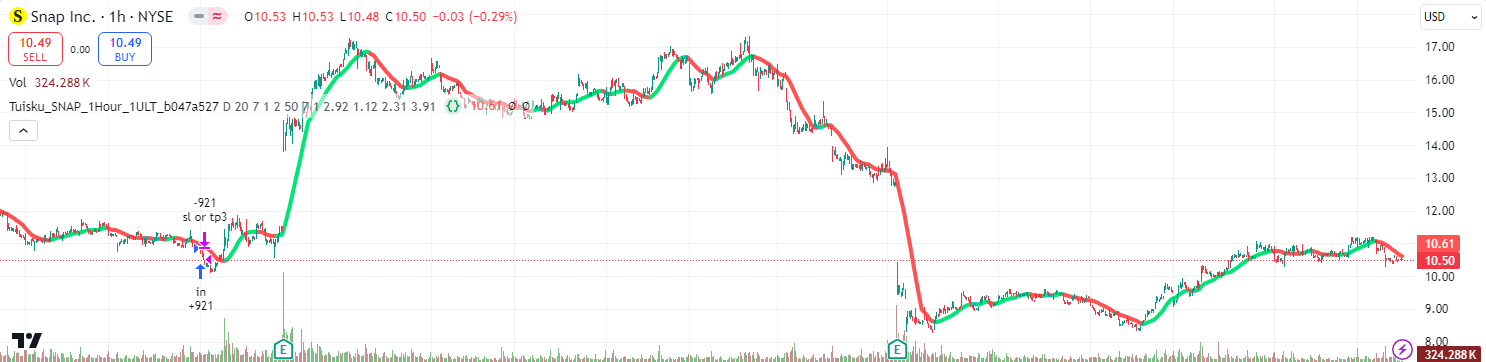 S Snap Inc. · 1h · NYSE O10.53 H10.53 L10.48 C10.50 −0.03 (−0.29%)
USD
10.49 SELL 0.00 10.49 BUY
Vol 324.288 K
Tuisku_SNAP_1Hour_1ULT_b047a527 D 20 7 1 2 50 7 1 2.92 1.12 2.31 3.91 {} 10.61 Ø Ø
17.00
16.00
15.00
14.00
13.00
12.00
10.61
10.50
10.00
9.00
8.00
324.288 K
-921
sl or tp3
in
+921
E
E